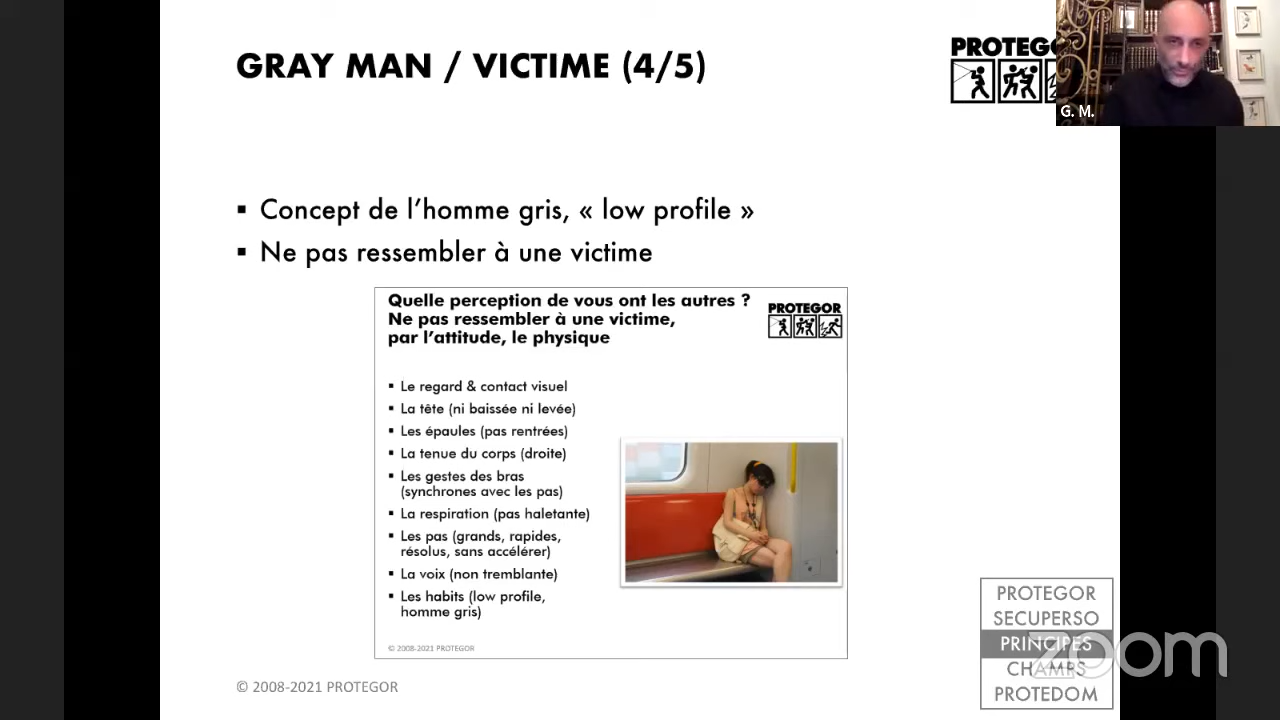 GRAY MAN / VICTIME (4/5)
PROTEGO
G. M.
▪ Concept de l’homme gris, « low profile »
▪ Ne pas ressembler à une victime
Quelle perception de vous ont les autres ?
Ne pas ressembler à une victime,
par l’attitude, le physique
PROTEGOR
▪ Le regard & contact visuel
▪ La tête (ni baissée ni levée)
▪ Les épaules (pas rentrées)
▪ La tenue du corps (droite)
▪ Les gestes des bras
(synchrones avec les pas)
▪ La respiration (pas haletante)
▪ Les pas (grands, rapides,
résolus, sans accélérer)
▪ La voix (non tremblante)
▪ Les habits (low profile,
homme gris)
© 2008-2021 PROTEGOR
PROTEGOR
SECUPERSO
PRINCIPES
CHAMPS
PROTEDOM
zoom
© 2008-2021 PROTEGOR